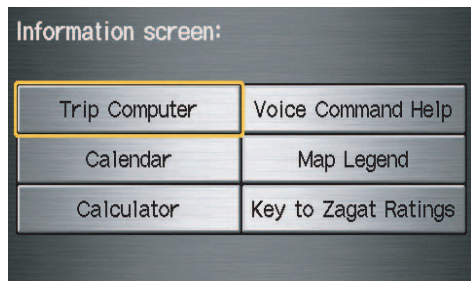 Information screen:
Trip Computer
Voice Command Help
Calendar
Map Legend
Calculator
Key to Zagat Ratings